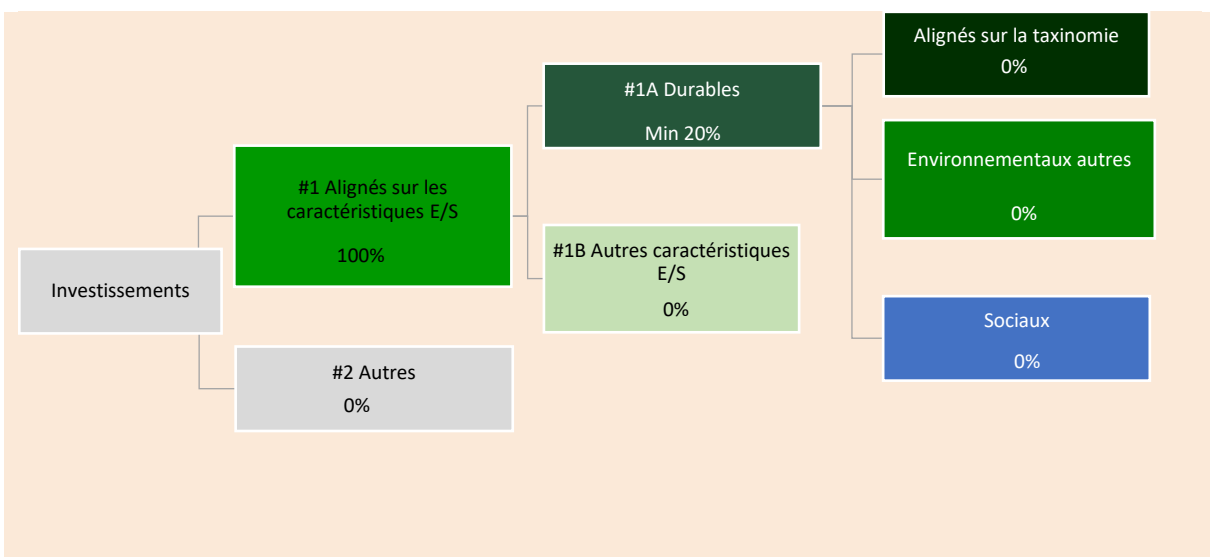 Investissements
#1 Alignés sur les
caractéristiques E/S
100%
#2 Autres
0%
#1A Durables
Min 20%
#1B Autres caractéristiques
E/S
0%
Alignés sur la taxinomie
0%
Environnementaux autres
0%
Sociaux
0%